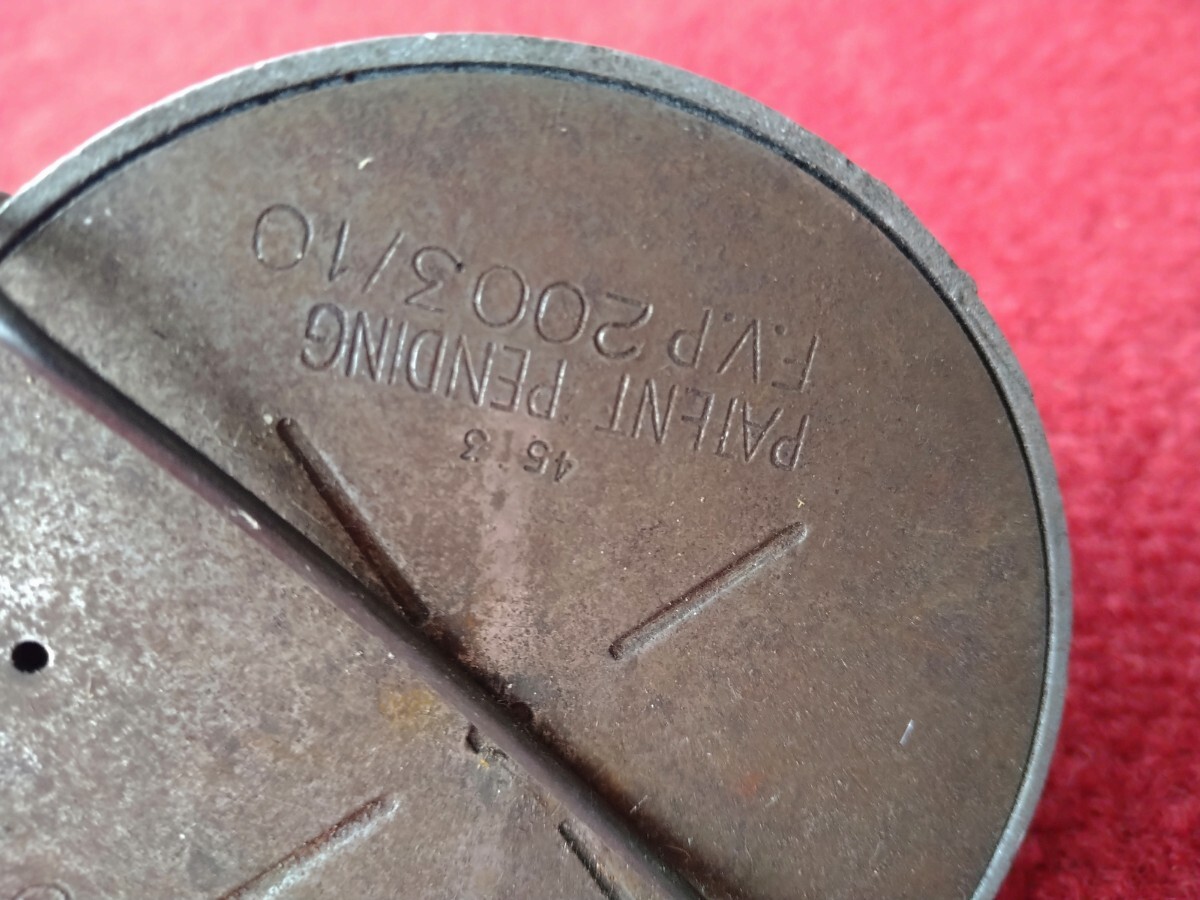 4513
PATENT PENDING
F.V.P 2003/10